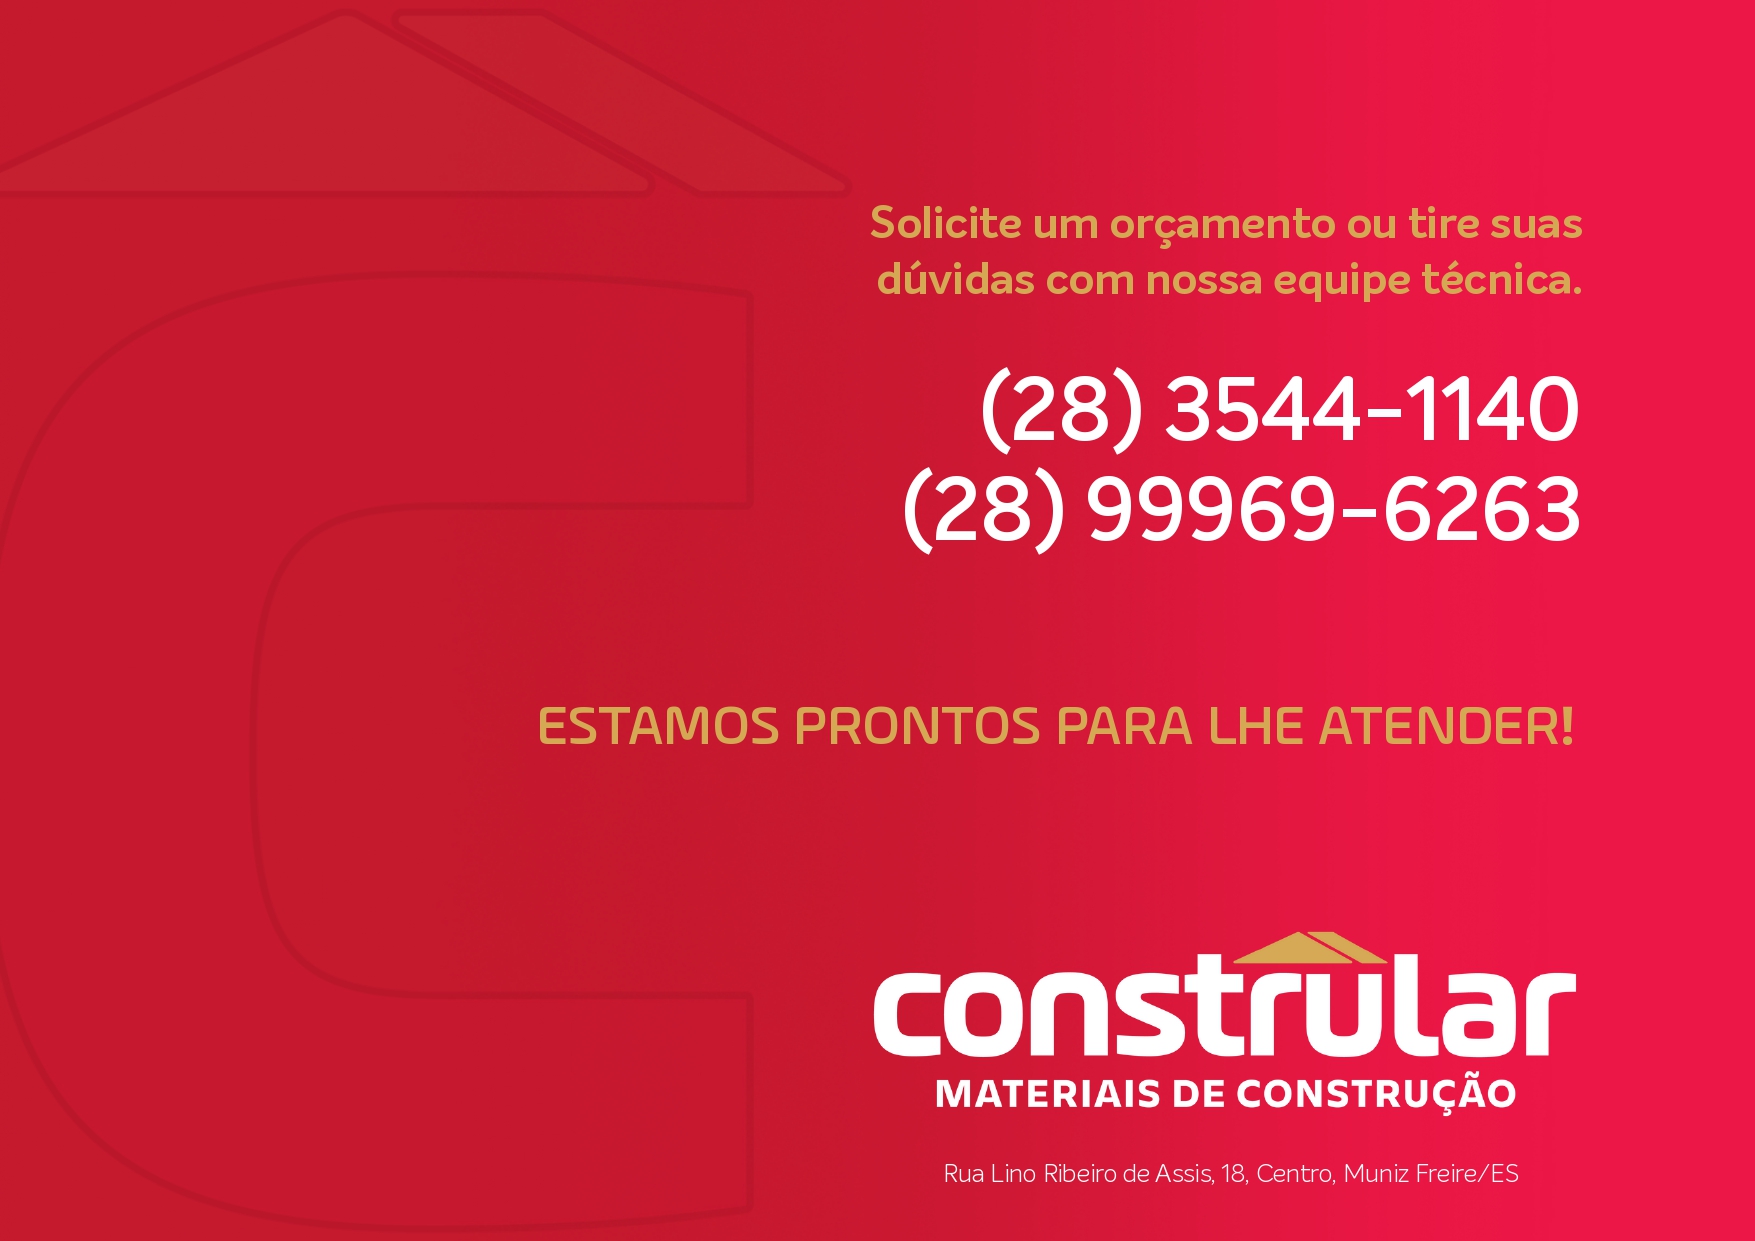 Solicite um orçamento ou tire suas
dúvidas com nossa equipe técnica.
(28) 3544-1140
(28) 99969-6263
ESTAMOS PRONTOS PARA LHE ATENDER!
constrular
MATERIAIS DE CONSTRUÇÃO
Rua Lino Ribeiro de Assis, 18, Centro, Muniz Freire/ES